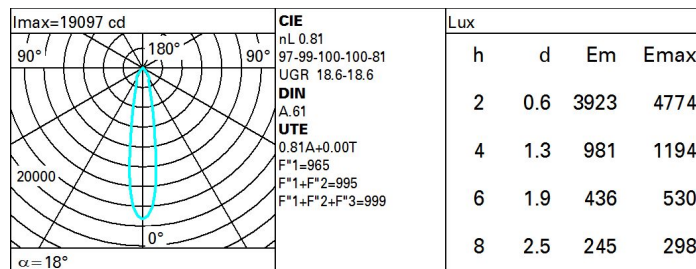 Imax=19097 cd
90° 180° 90°
20000
0°
α=18°
CIE
nL 0.81
97-99-100-100-81
UGR 18.6-18.6
DIN
A.61
UTE
0.81A+0.00T
F"1=965
F"1+F"2=995
F"1+F"2+F"3=999
Lux
h d Em Emax
2 0.6 3923 4774
4 1.3 981 1194
6 1.9 436 530
8 2.5 245 298